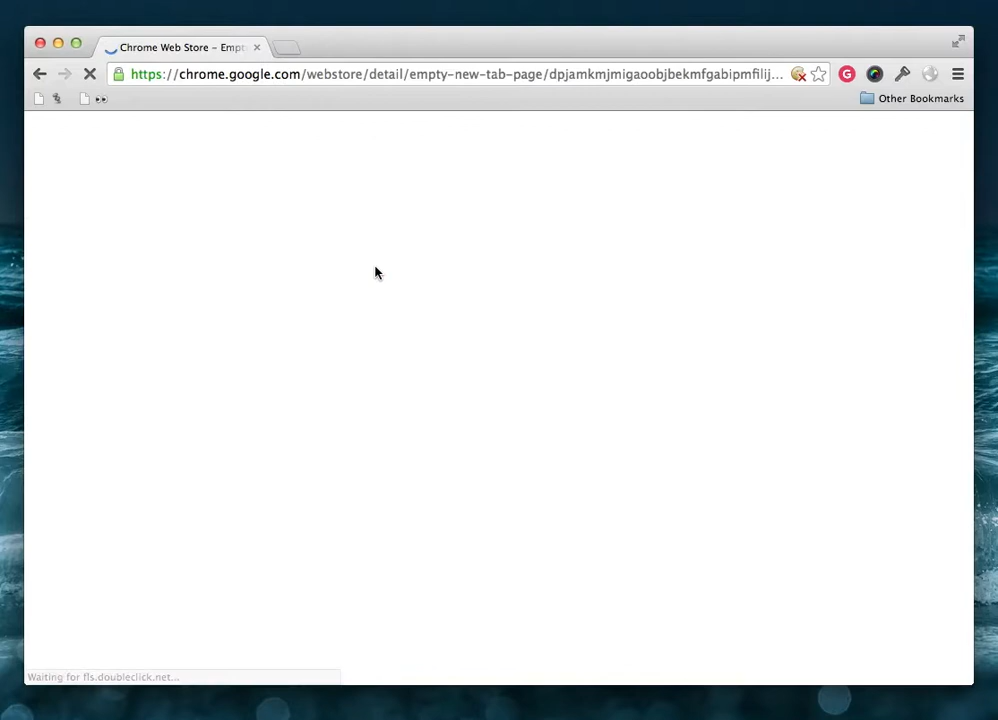 Chrome Web Store – Empt
https://chrome.google.com/webstore/detail/empty-new-tab-page/dpjamkmjmigaoobjbekmfgabipmfilij...
G
Other Bookmarks
Waiting for fls.doubleclick.net...